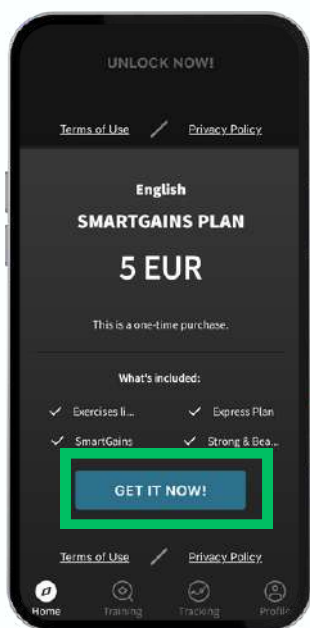 UNLOCK NOW!
Terms of Use / Privacy Policy
English
SMARTGAINS PLAN
5 EUR
This is a one-time purchase.
What's included:
Exercises li... Express Plan
SmartGains Strong & Bea...
GET IT NOW!
Terms of Use / Privacy Policy
Home Training Tracking Profile